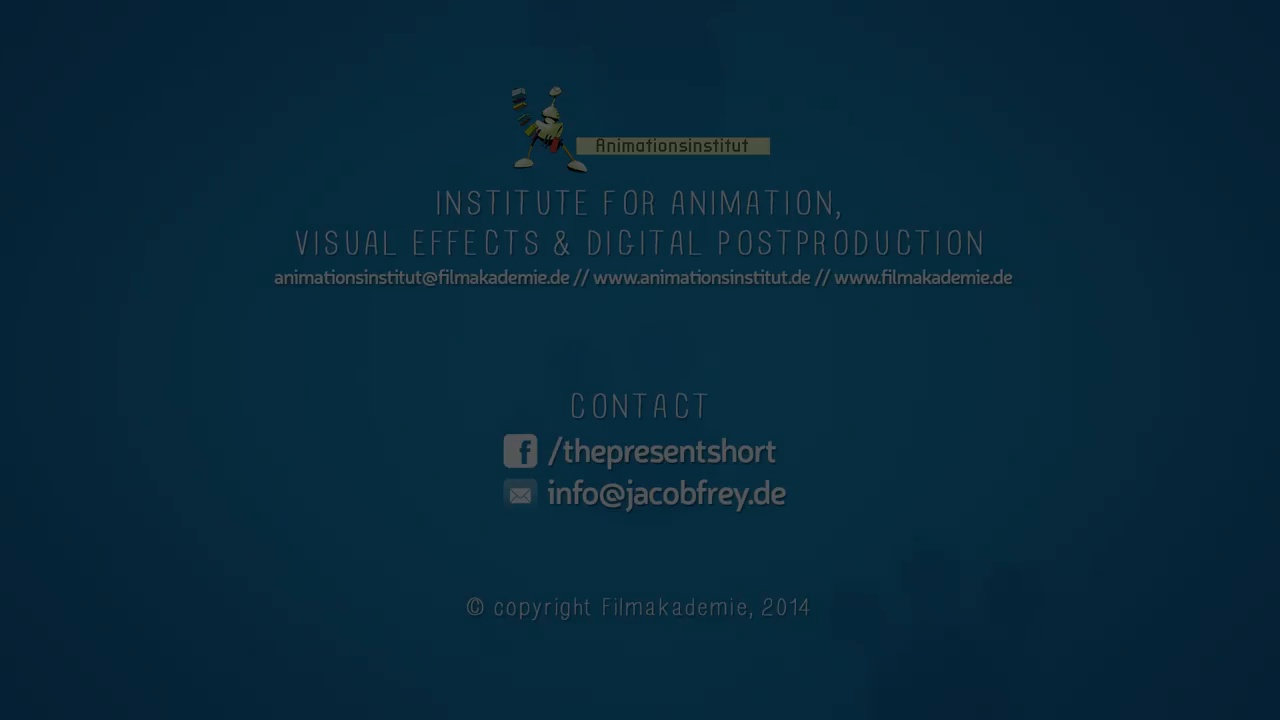 Animationsinstitut
INSTITUTE FOR ANIMATION,
VISUAL EFFECTS & DIGITAL POSTPRODUCTION
animationsinstitut@filmakademie.de // www.animationsinstitut.de // www.filmakademie.de
CONTACT
f /thepresentshort
info@jacobfrey.de
© copyright Filmakademie, 2014